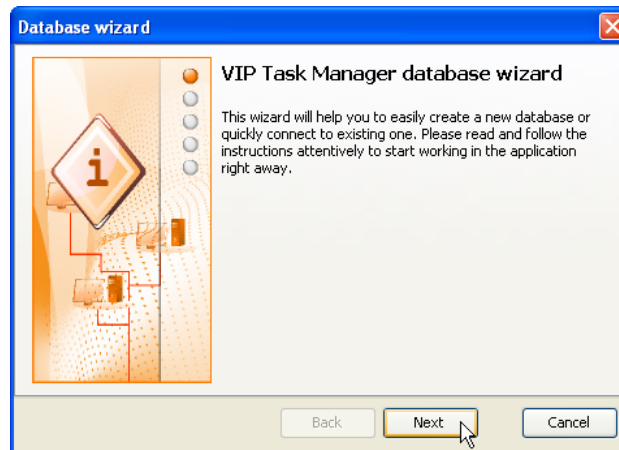 Database wizard
VIP Task Manager database wizard
This wizard will help you to easily create a new database or
quickly connect to existing one. Please read and follow the
instructions attentively to start working in the application
right away.
i
Back
Next
Cancel